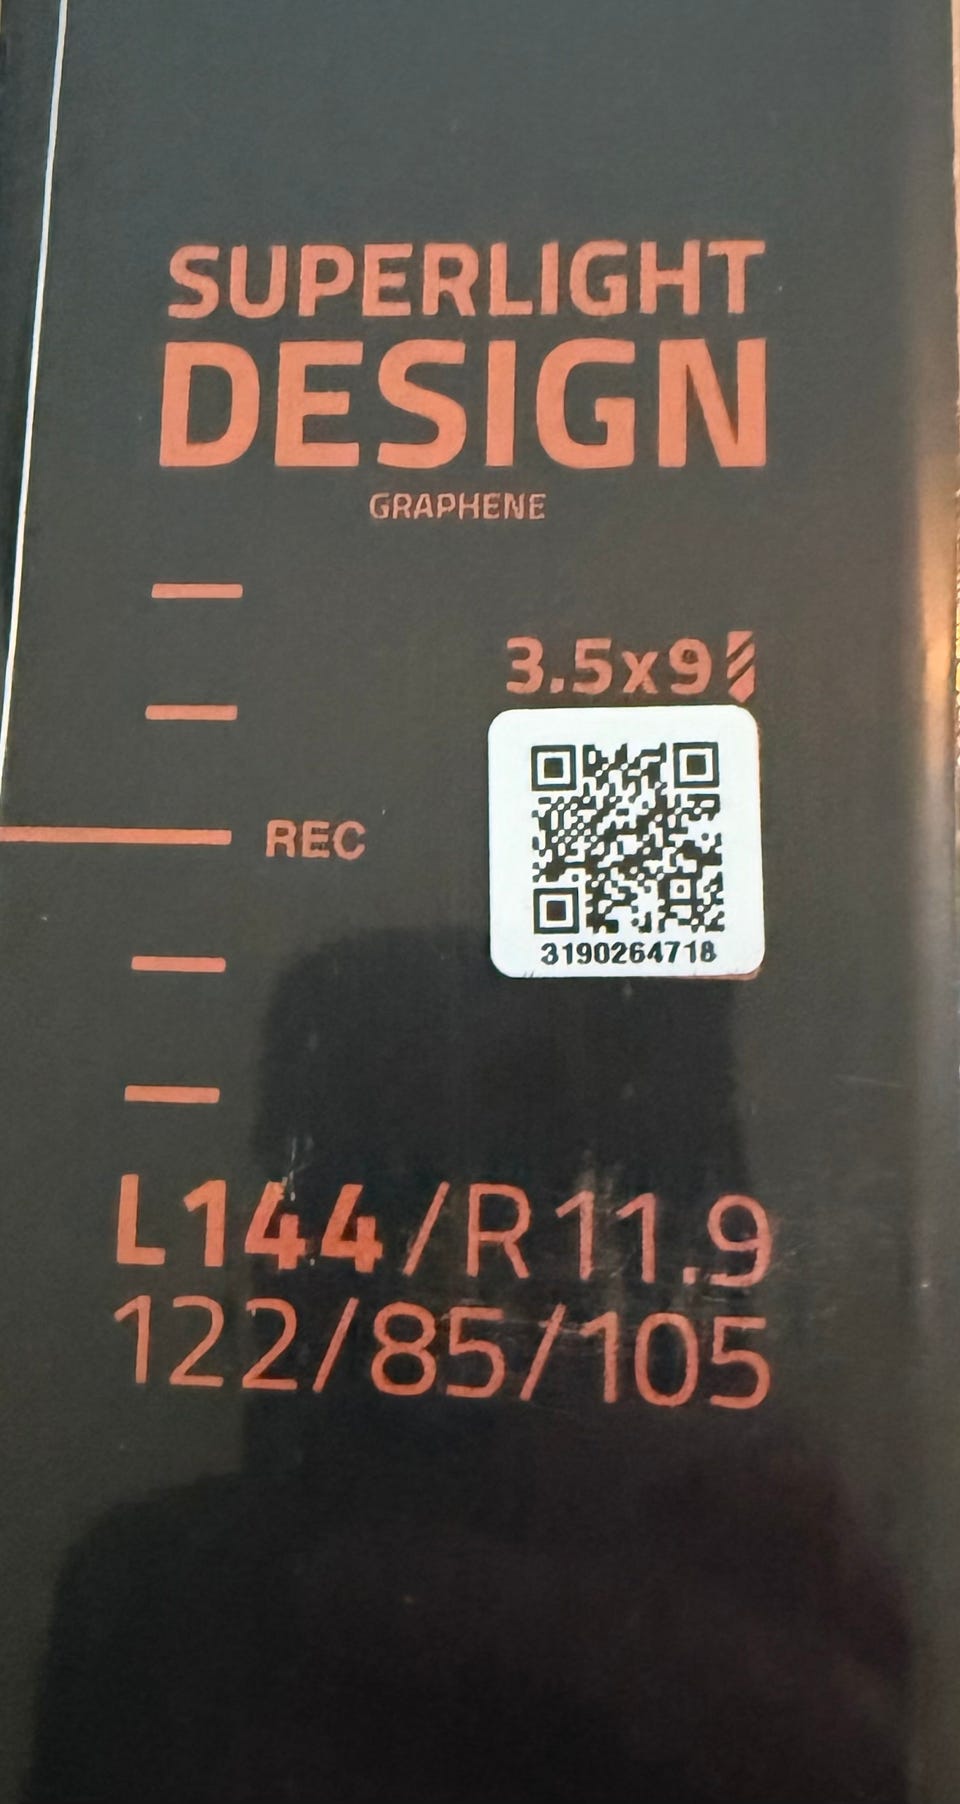 SUPERLIGHT
DESIGN
GRAPHENE
3.5x9
REC
3190264718
L144/R11.9
122/85/105